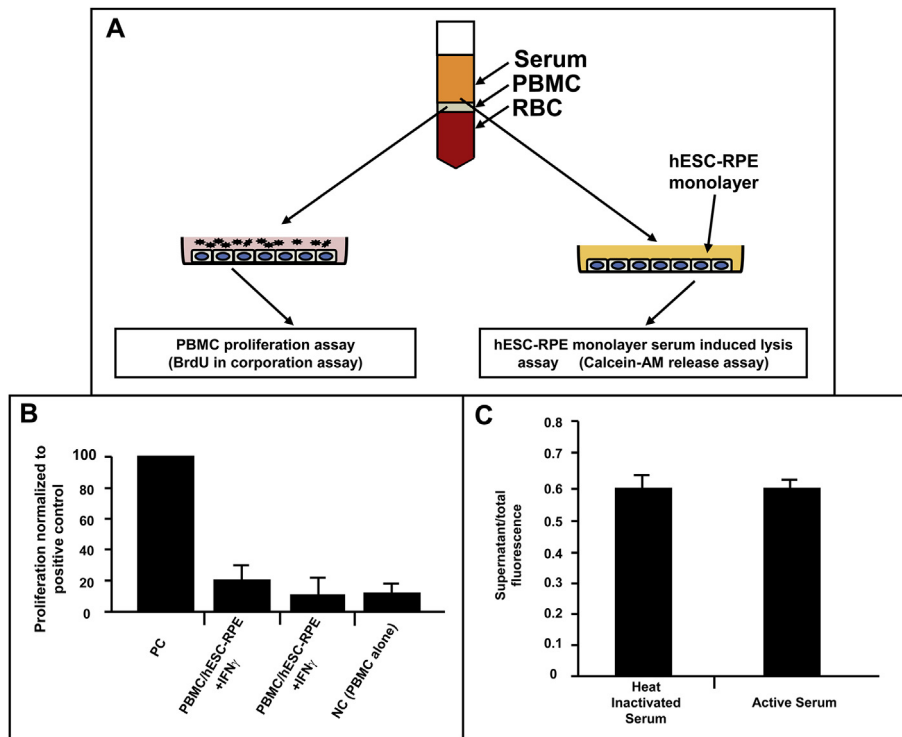 A
Serum
PBMC
RBC
hESC-RPE
monolayer
PBMC proliferation assay
(BrdU in corporation assay)
hESC-RPE monolayer serum induced lysis
assay (Calcein-AM release assay)
B
Proliferation normalized to
positive control
100
80
60
40
20
0
PC
PBMC/hESC-RPE
+IFNγ
PBMC/hESC-RPE
+IFNγ
NC (PBMC alone)
C
Supernatant/total
fluorescence
0.8
0.7
0.6
0.5
0.4
0.3
0.2
0.1
0
Heat
Inactivated
Serum
Active Serum